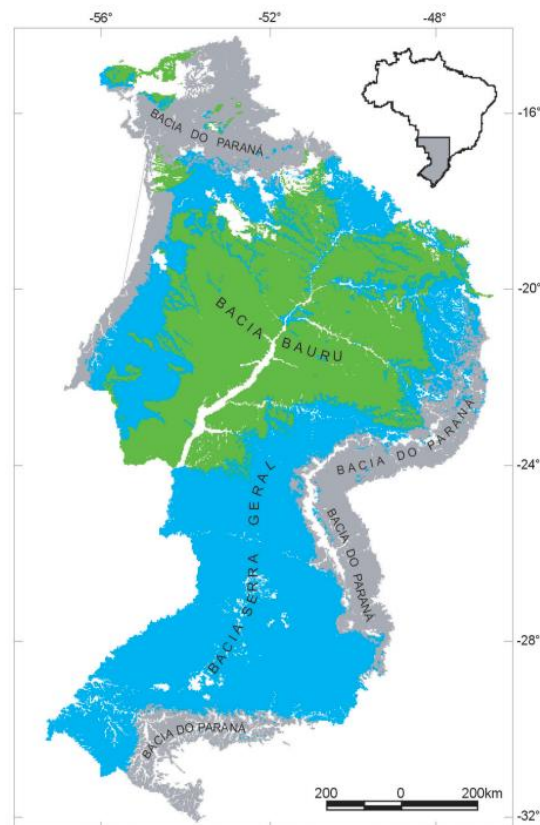 -56°
-52°
-48°
-16°
BACIA DO PARANÁ
-20°
BACIA BAURU
BACIA DO PARANÁ
-24°
BACIA SERRA GERAL
BACIA DO PARANÁ
-28°
BACIA DO PARANÁ
200 0 200km
-32°